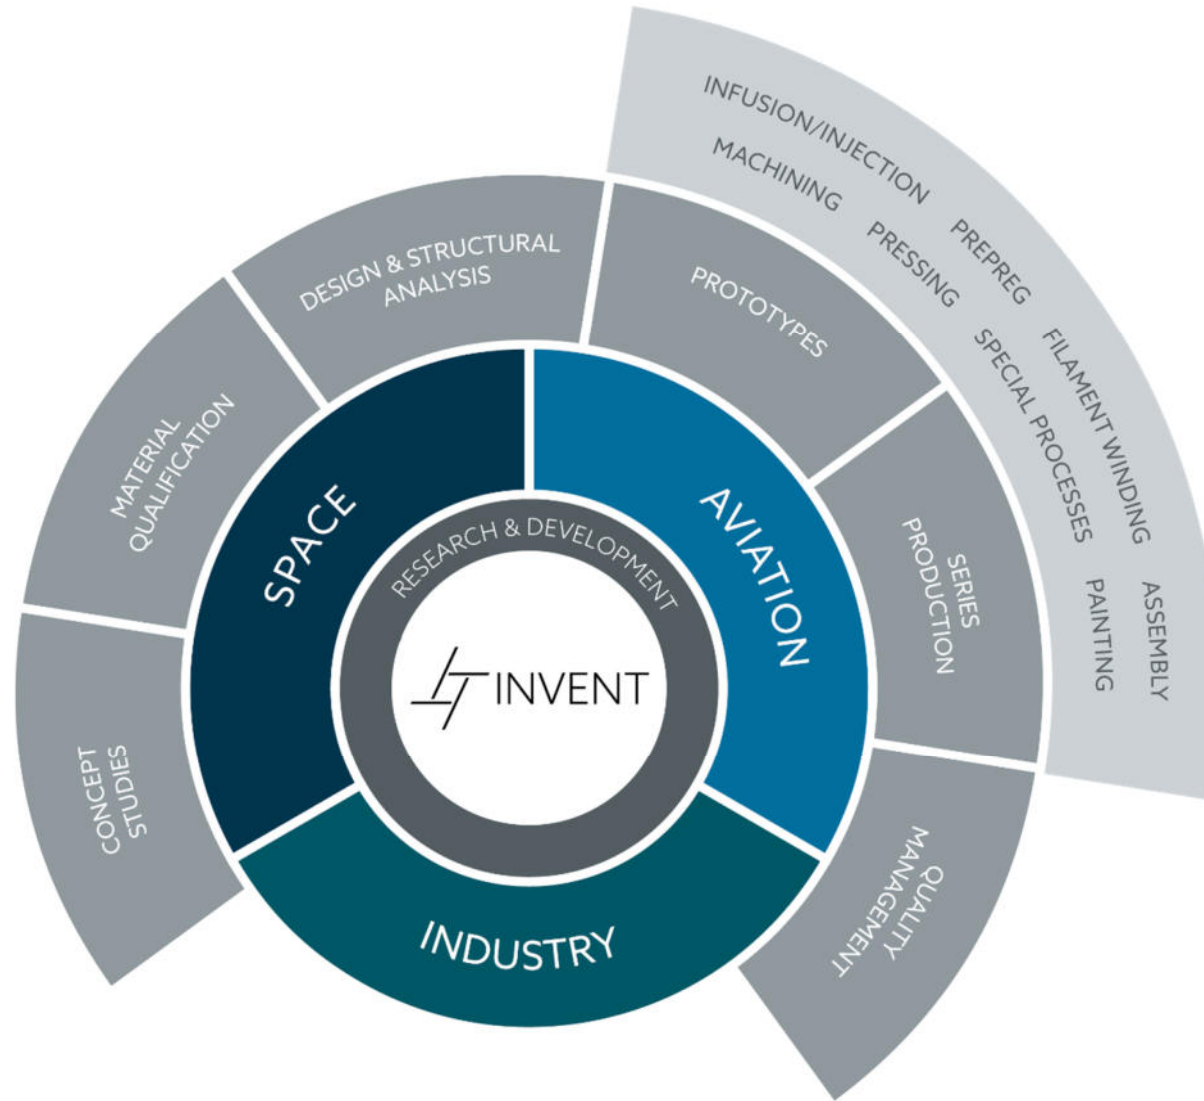 INFUSION/INJECTION
PREPREG
FILAMENT WINDING
ASSEMBLY
MACHINING
PRESSING
SPECIAL PROCESSES
PAINTING
CONCEPT
STUDIES
MATERIAL
QUALIFICATION
DESIGN & STRUCTURAL
ANALYSIS
PROTOTYPES
SERIES
PRODUCTION
QUALITY
MANAGEMENT
SPACE
AVIATION
INDUSTRY
RESEARCH & DEVELOPMENT
INVENT